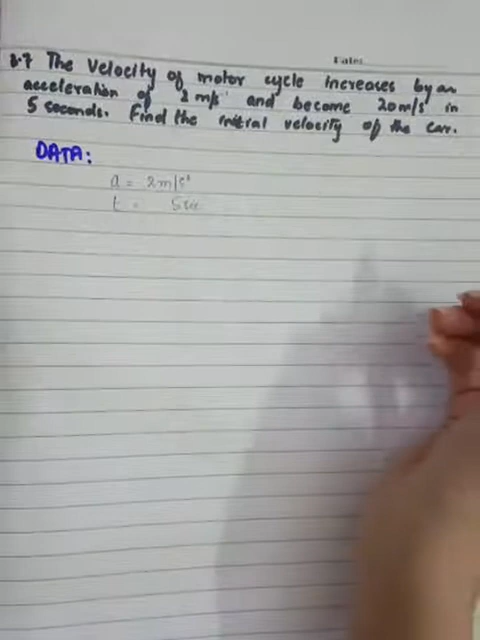 Date:
3.7 The Velocity of motor cycle increases by an
acceleration of 2 m/s² and become 20 m/s in
5 seconds. Find the initial velocity of the car.
DATA:
a = 2m/s²
t = 5sec